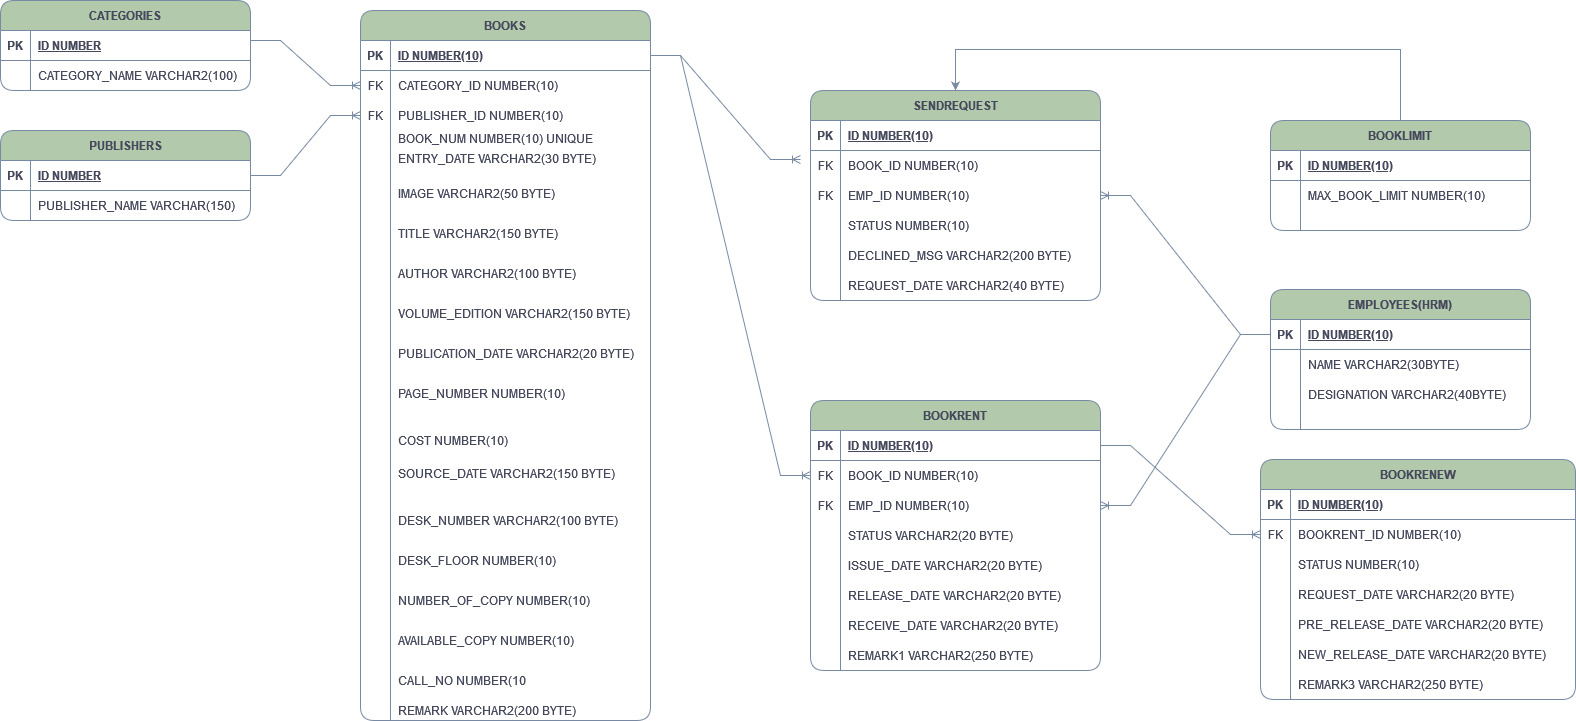 CATEGORIES
PK ID NUMBER
CATEGORY_NAME VARCHAR2(100)
PUBLISHERS
PK ID NUMBER
PUBLISHER_NAME VARCHAR(150)
BOOKS
PK ID NUMBER(10)
FK CATEGORY_ID NUMBER(10)
FK PUBLISHER_ID NUMBER(10)
BOOK_NUM NUMBER(10) UNIQUE
ENTRY_DATE VARCHAR2(30 BYTE)
IMAGE VARCHAR2(50 BYTE)
TITLE VARCHAR2(150 BYTE)
AUTHOR VARCHAR2(100 BYTE)
VOLUME_EDITION VARCHAR2(150 BYTE)
PUBLICATION_DATE VARCHAR2(20 BYTE)
PAGE_NUMBER NUMBER(10)
COST NUMBER(10)
SOURCE_DATE VARCHAR2(150 BYTE)
DESK_NUMBER VARCHAR2(100 BYTE)
DESK_FLOOR NUMBER(10)
NUMBER_OF_COPY NUMBER(10)
AVAILABLE_COPY NUMBER(10)
CALL_NO NUMBER(10
REMARK VARCHAR2(200 BYTE)
SENDREQUEST
PK ID NUMBER(10)
FK BOOK_ID NUMBER(10)
FK EMP_ID NUMBER(10)
STATUS NUMBER(10)
DECLINED_MSG VARCHAR2(200 BYTE)
REQUEST_DATE VARCHAR2(40 BYTE)
BOOKRENT
PK ID NUMBER(10)
FK BOOK_ID NUMBER(10)
FK EMP_ID NUMBER(10)
STATUS VARCHAR2(20 BYTE)
ISSUE_DATE VARCHAR2(20 BYTE)
RELEASE_DATE VARCHAR2(20 BYTE)
RECEIVE_DATE VARCHAR2(20 BYTE)
REMARK1 VARCHAR2(250 BYTE)
BOOKLIMIT
PK ID NUMBER(10)
MAX_BOOK_LIMIT NUMBER(10)
EMPLOYEES(HRM)
PK ID NUMBER(10)
NAME VARCHAR2(30BYTE)
DESIGNATION VARCHAR2(40BYTE)
BOOKRENEW
PK ID NUMBER(10)
FK BOOKRENT_ID NUMBER(10)
STATUS NUMBER(10)
REQUEST_DATE VARCHAR2(20 BYTE)
PRE_RELEASE_DATE VARCHAR2(20 BYTE)
NEW_RELEASE_DATE VARCHAR2(20 BYTE)
REMARK3 VARCHAR2(250 BYTE)